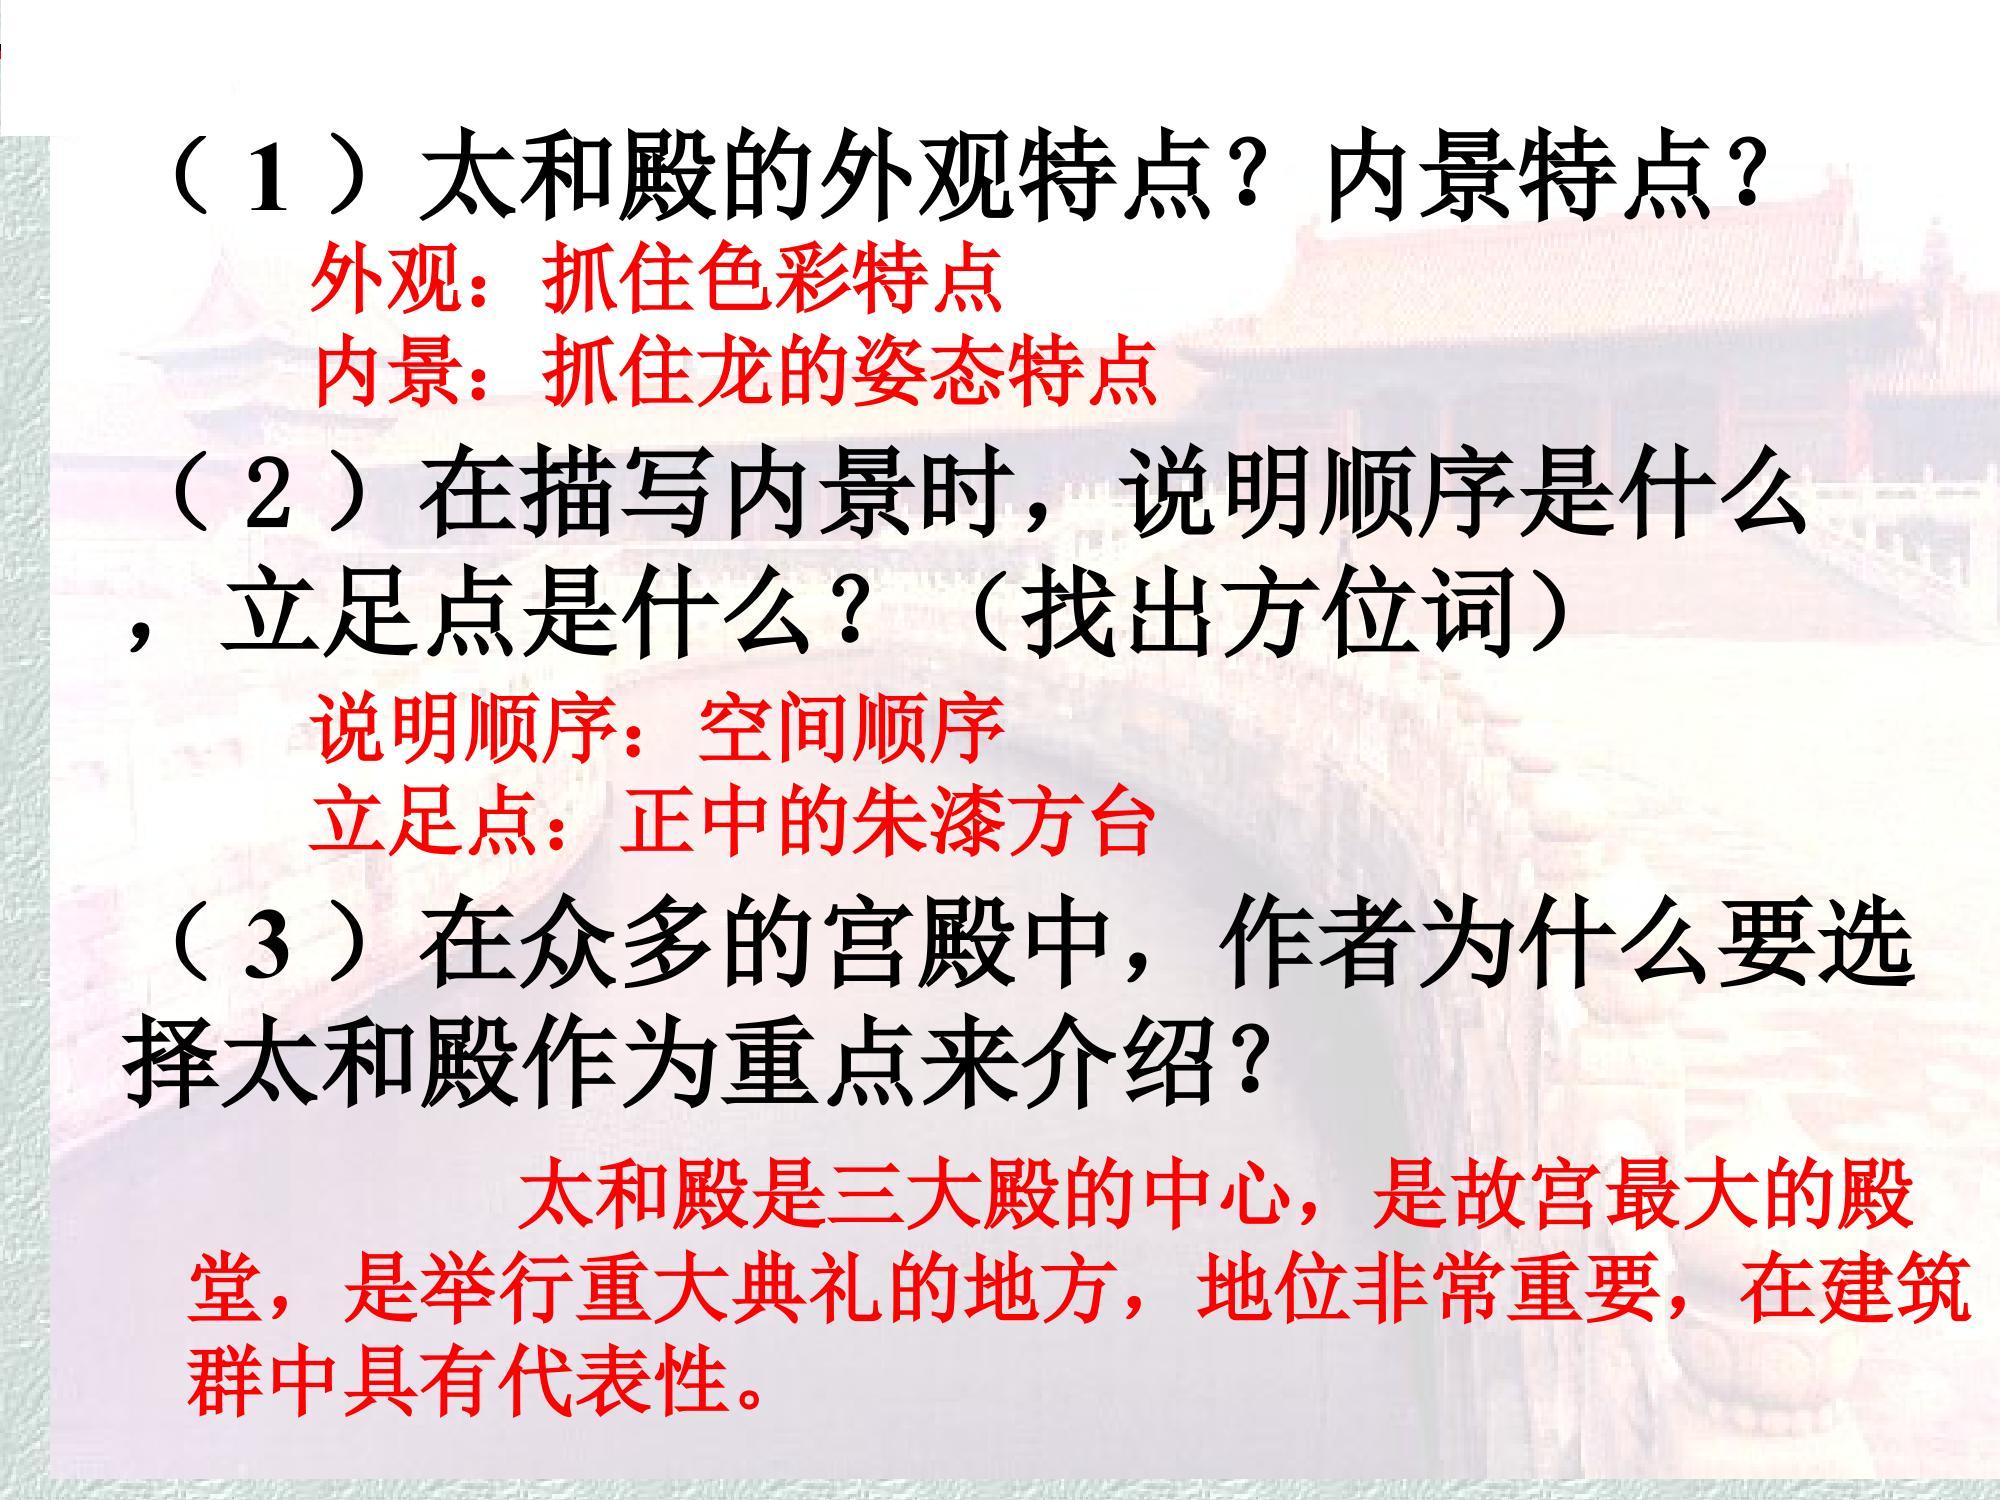 （1）太和殿的外观特点？内景特点？
外观：抓住色彩特点
内景：抓住龙的姿态特点
（2）在描写内景时，说明顺序是什么
，立足点是什么？（找出方位词）
说明顺序：空间顺序
立足点：正中的朱漆方台
（3）在众多的宫殿中，作者为什么要选
择太和殿作为重点来介绍？
太和殿是三大殿的中心，是故宫最大的殿
堂，是举行重大典礼的地方，地位非常重要，在建筑
群中具有代表性。